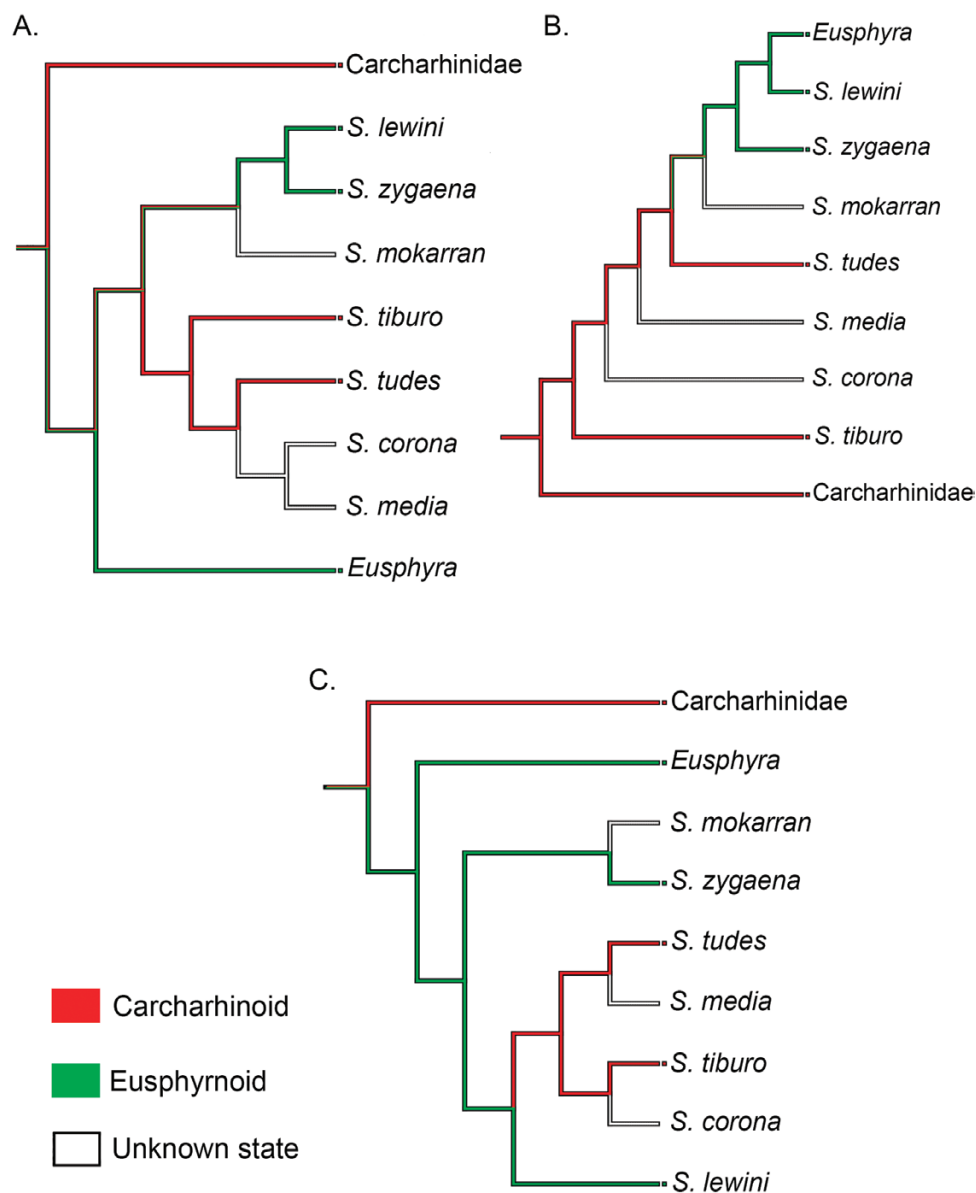 A.
Carcharhinidae
S. lewini
S. zygaena
S. mokarran
S. tiburo
S. tudes
S. corona
S. media
Eusphyra
B.
Eusphyra
S. lewini
S. zygaena
S. mokarran
S. tudes
S. media
S. corona
S. tiburo
Carcharhinidae
C.
Carcharhinidae
Eusphyra
S. mokarran
S. zygaena
S. tudes
S. media
S. tiburo
S. corona
S. lewini
Carcharhinoid
Eusphyrnoid
Unknown state